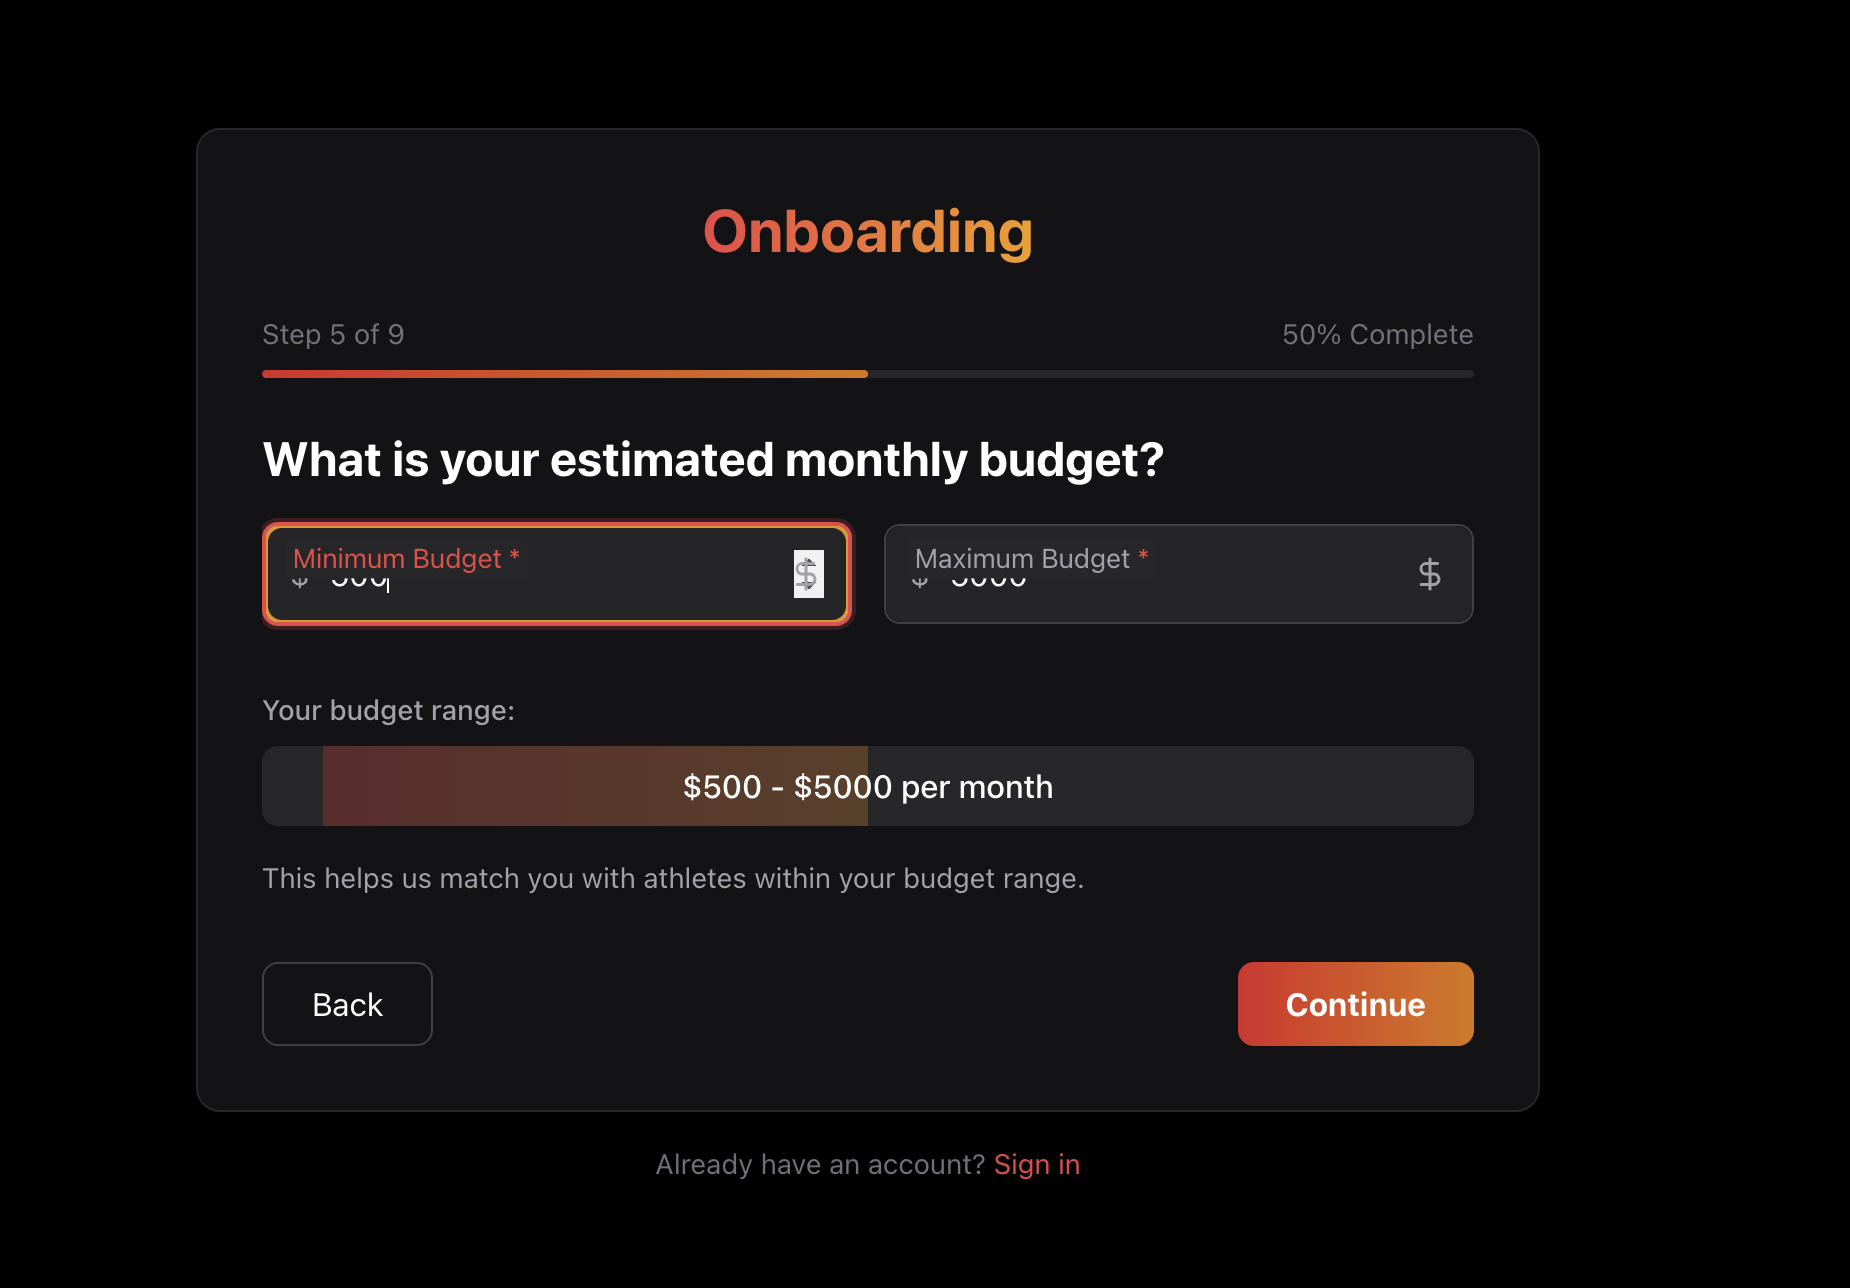 Onboarding
Step 5 of 9
50% Complete
What is your estimated monthly budget?
Minimum Budget *
$ 500
$
Maximum Budget *
$ 5000
$
Your budget range:
$500 - $5000 per month
This helps us match you with athletes within your budget range.
Back
Continue
Already have an account? Sign in